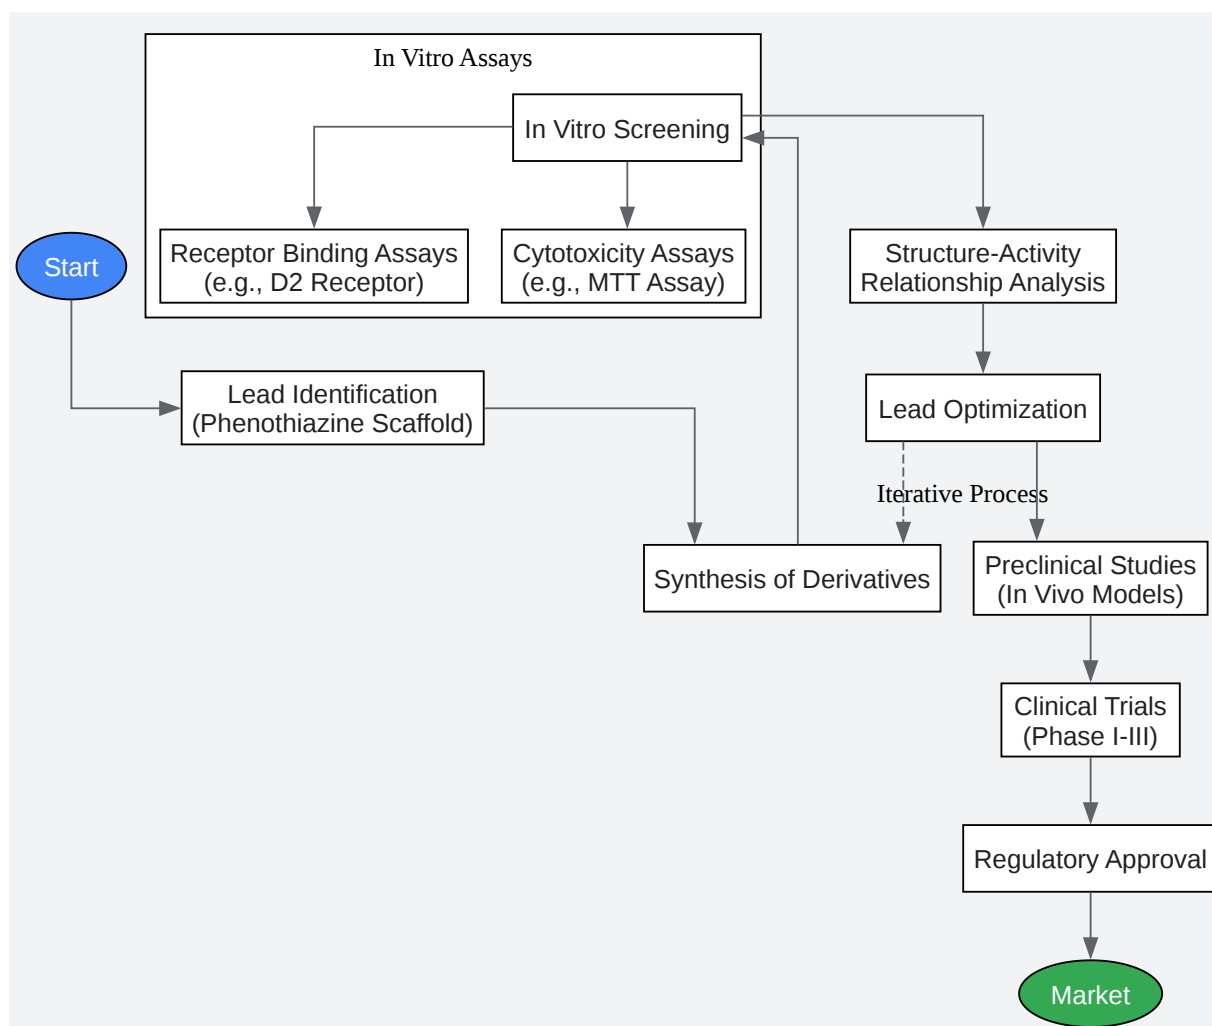 In Vitro Assays
In Vitro Screening
Receptor Binding Assays
(e.g., D2 Receptor)
Cytotoxicity Assays
(e.g., MTT Assay)
Structure-Activity
Relationship Analysis
Start
Lead Identification
(Phenothiazine Scaffold)
Lead Optimization
Iterative Process
Synthesis of Derivatives
Preclinical Studies
(In Vivo Models)
Clinical Trials
(Phase I-III)
Regulatory Approval
Market